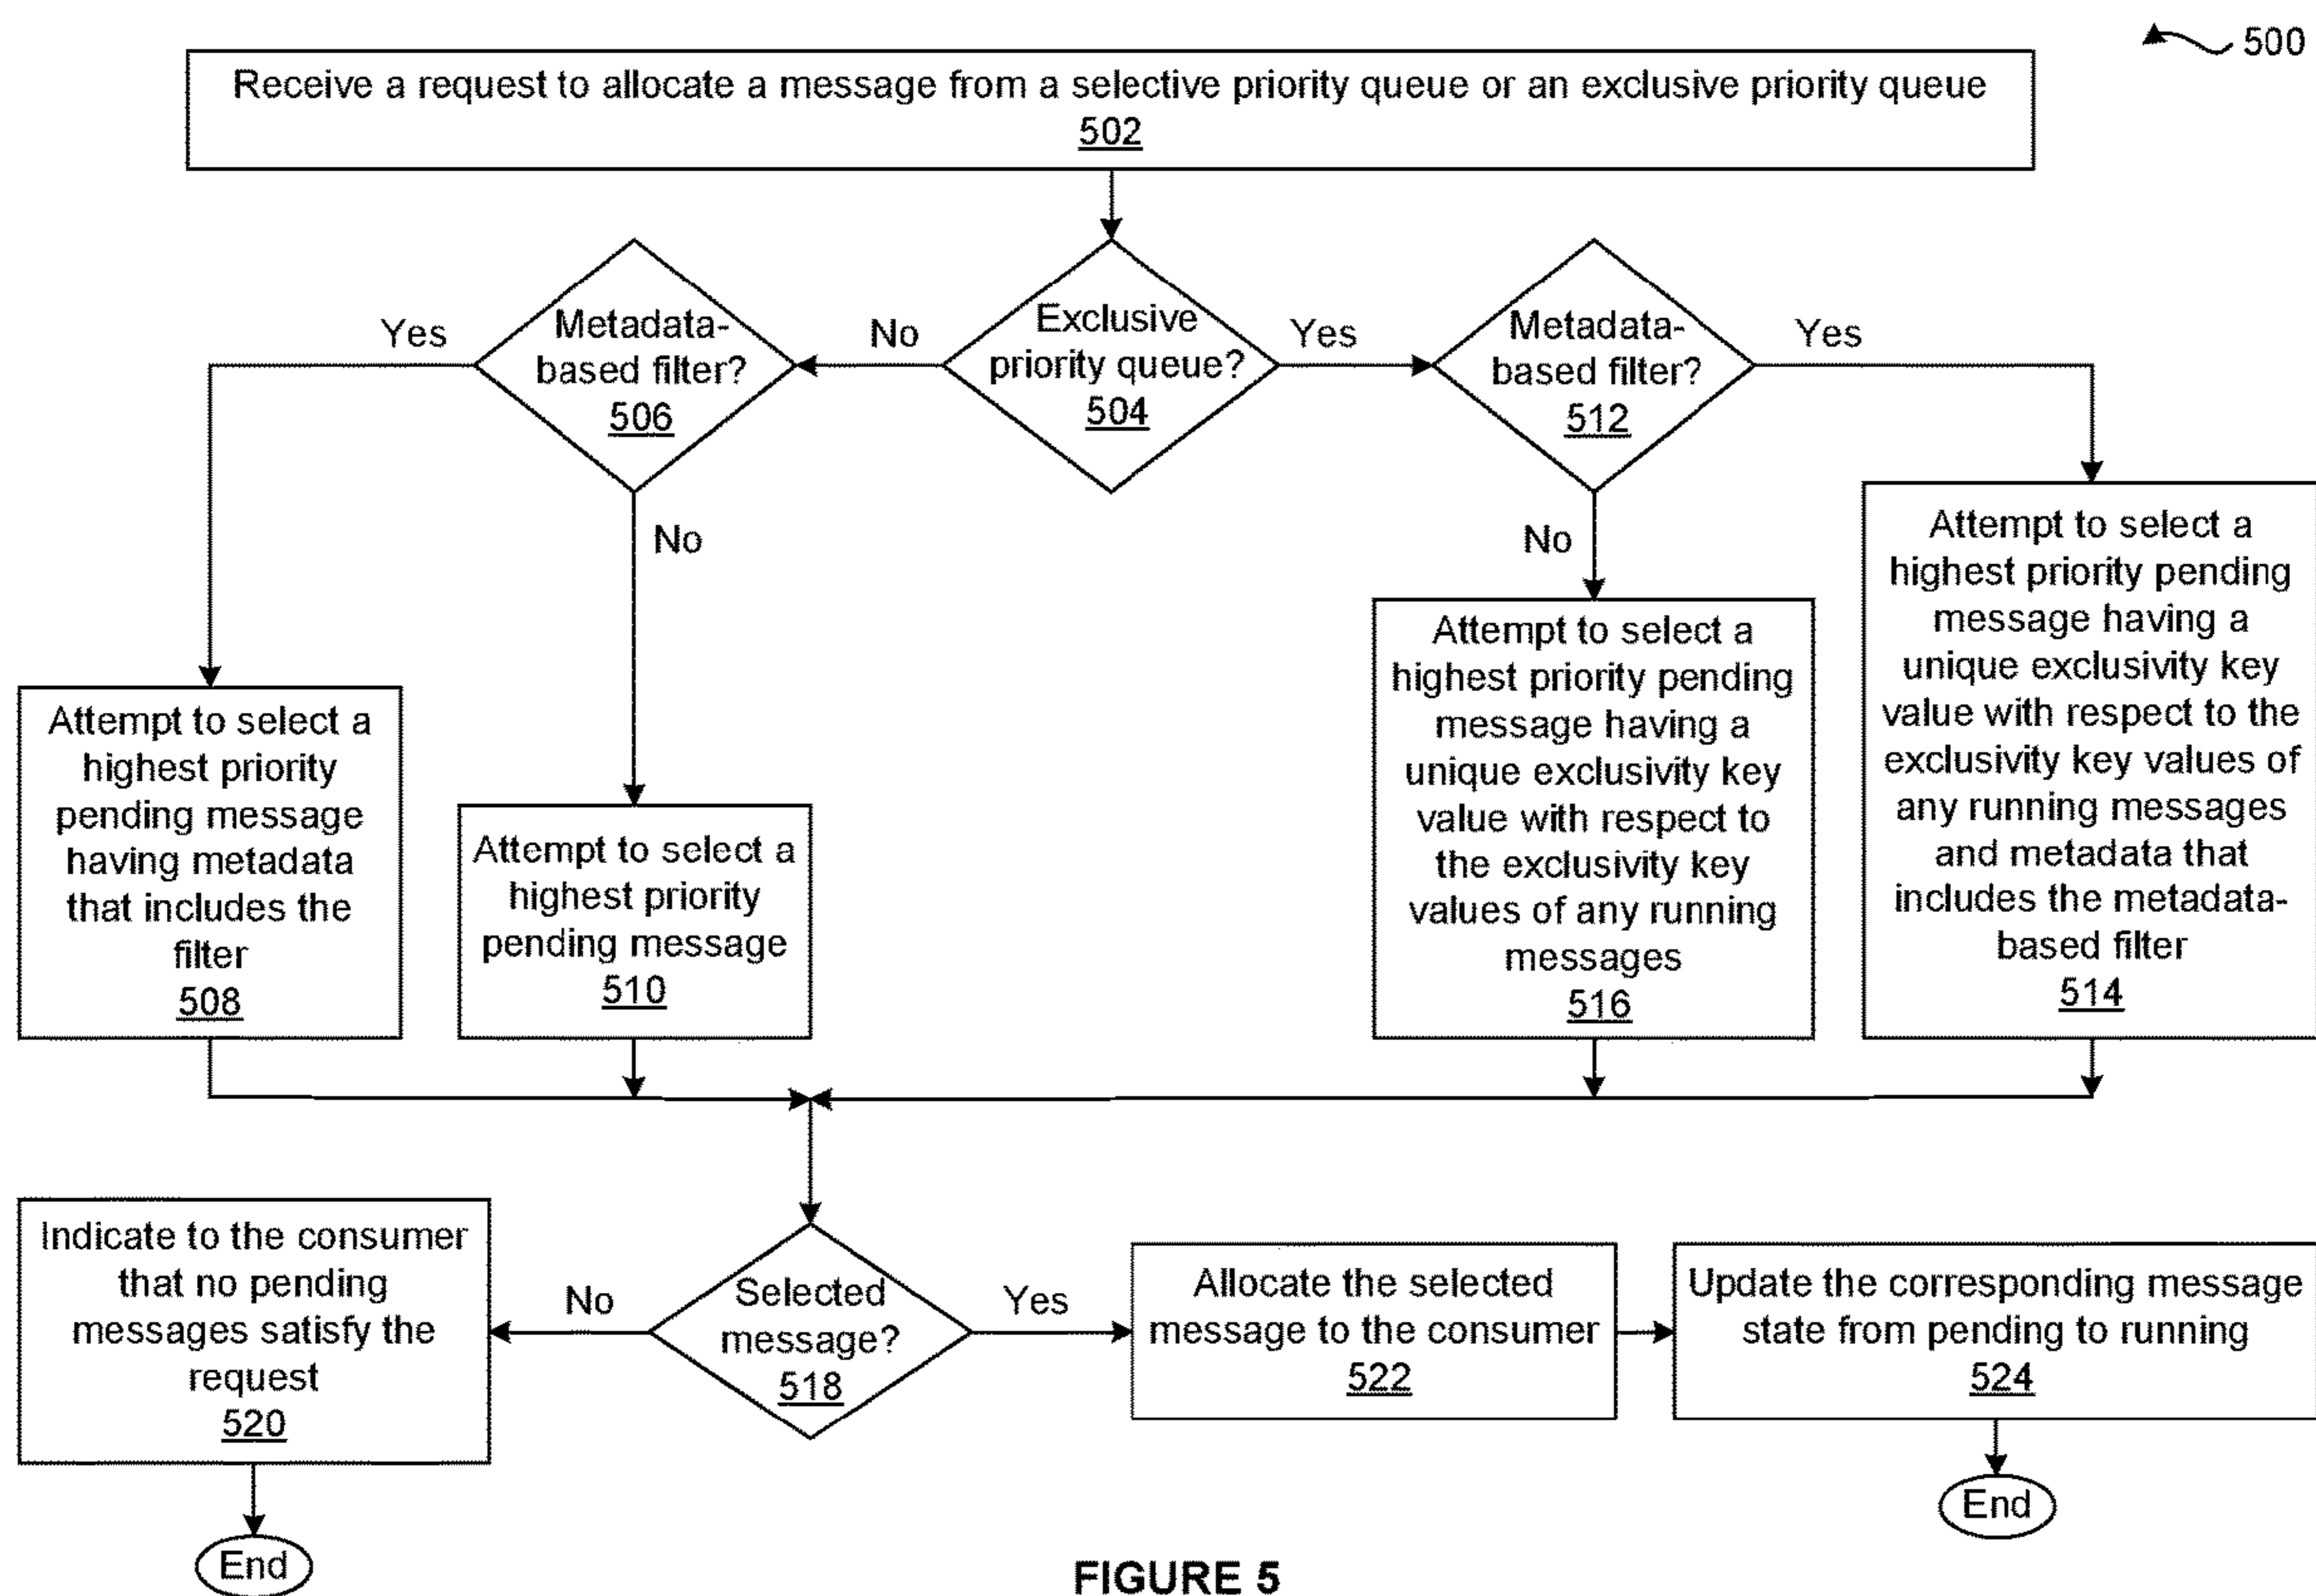 500
Receive a request to allocate a message from a selective priority queue or an exclusive priority queue
502
Exclusive
priority queue?
504
No
Yes
Metadata-
based filter?
506
Yes
No
Metadata-
based filter?
512
Yes
No
Attempt to select a
highest priority
pending message
having metadata
that includes the
filter
508
Attempt to select a
highest priority
pending message
510
Attempt to select a
highest priority pending
message having a
unique exclusivity key
value with respect to
the exclusivity key
values of any running
messages
516
Attempt to select a
highest priority pending
message having a
unique exclusivity key
value with respect to the
exclusivity key values of
any running messages
and metadata that
includes the metadata-
based filter
514
Selected
message?
518
No
Yes
Indicate to the consumer
that no pending
messages satisfy the
request
520
End
Allocate the selected
message to the consumer
522
Update the corresponding message
state from pending to running
524
End
FIGURE 5